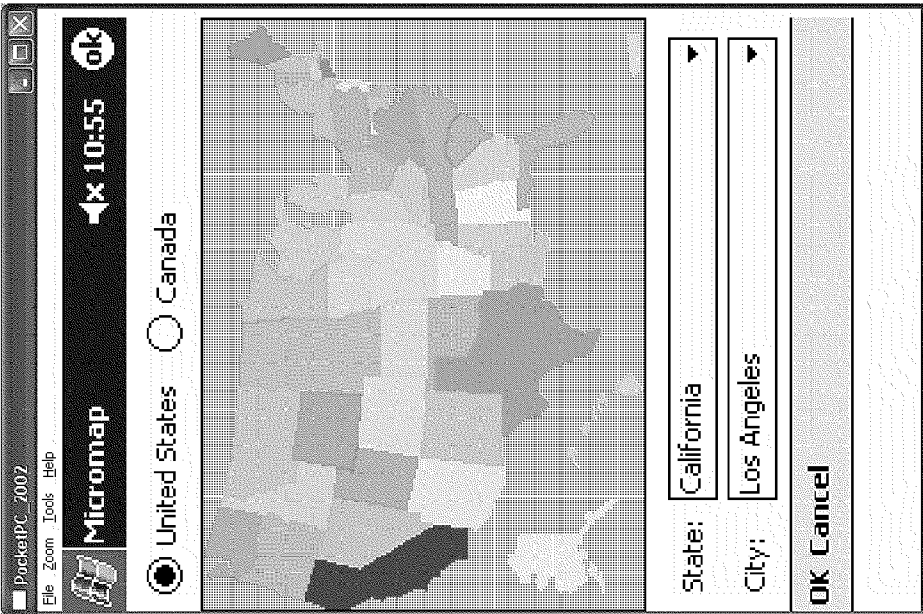 PocketPC_2002
File Zoom Tools Help
Micromap 10:55 ok
United States Canada
State: California
City: Los Angeles
OK Cancel